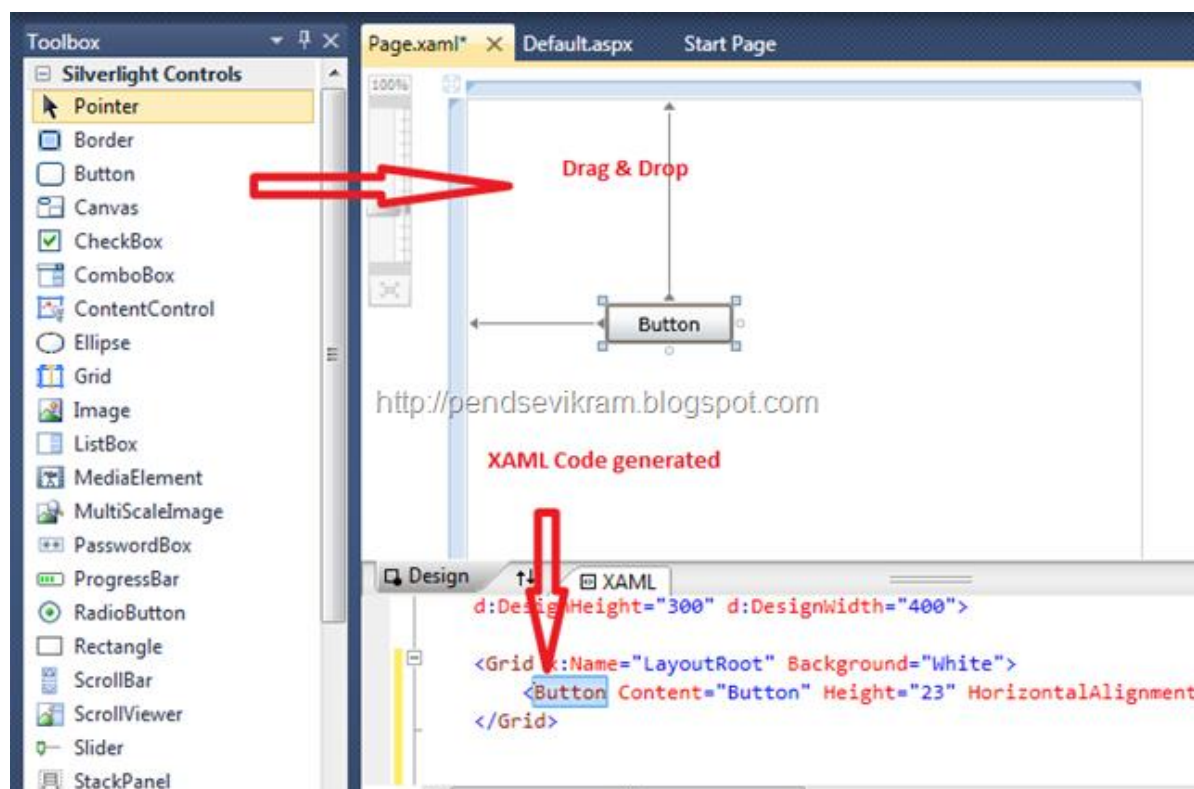 Toolbox
Silverlight Controls
Pointer
Border
Button
Canvas
CheckBox
ComboBox
ContentControl
Ellipse
Grid
Image
ListBox
MediaElement
MultiScaleImage
PasswordBox
ProgressBar
RadioButton
Rectangle
ScrollBar
ScrollViewer
Slider
StackPanel
Page.xaml* Default.aspx Start Page
100%
Drag & Drop
Button
http://pendsevikram.blogspot.com
XAML Code generated
Design XAML
d:DesignHeight="300" d:DesignWidth="400">
<Grid x:Name="LayoutRoot" Background="White">
<Button Content="Button" Height="23" HorizontalAlignment
</Grid>